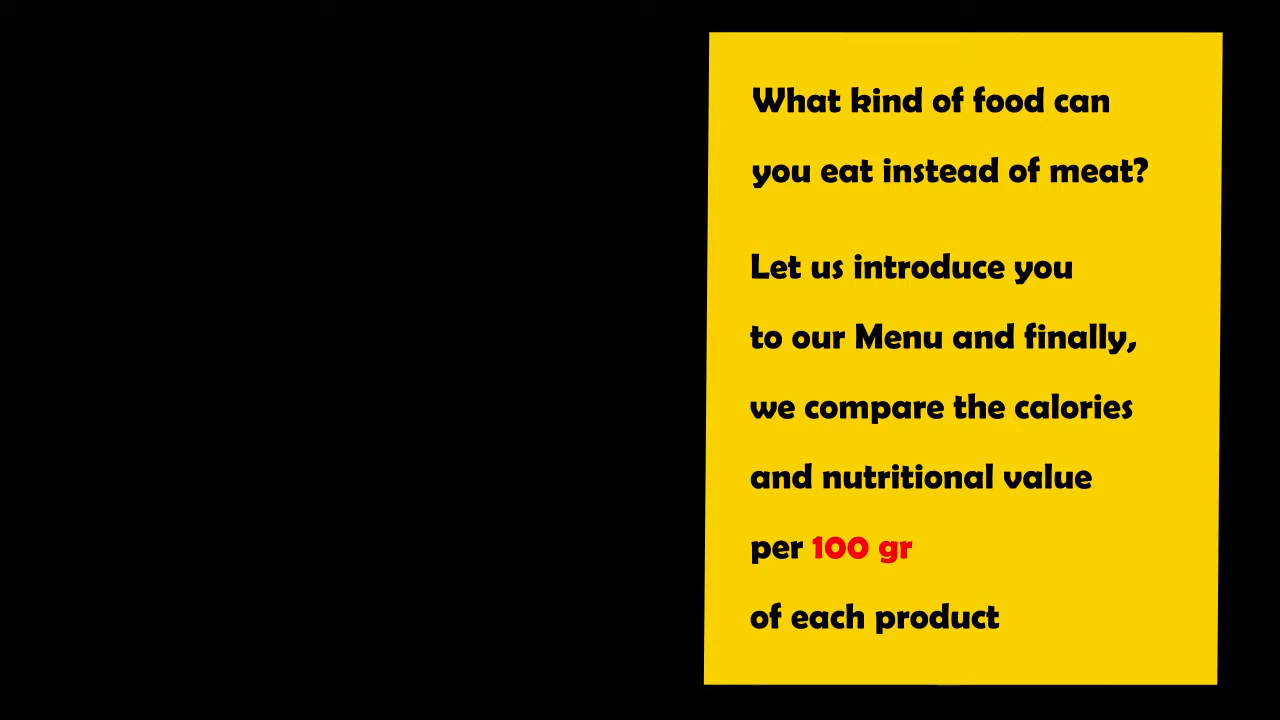 What kind of food can
you eat instead of meat?
Let us introduce you
to our Menu and finally,
we compare the calories
and nutritional value
per 100 gr
of each product